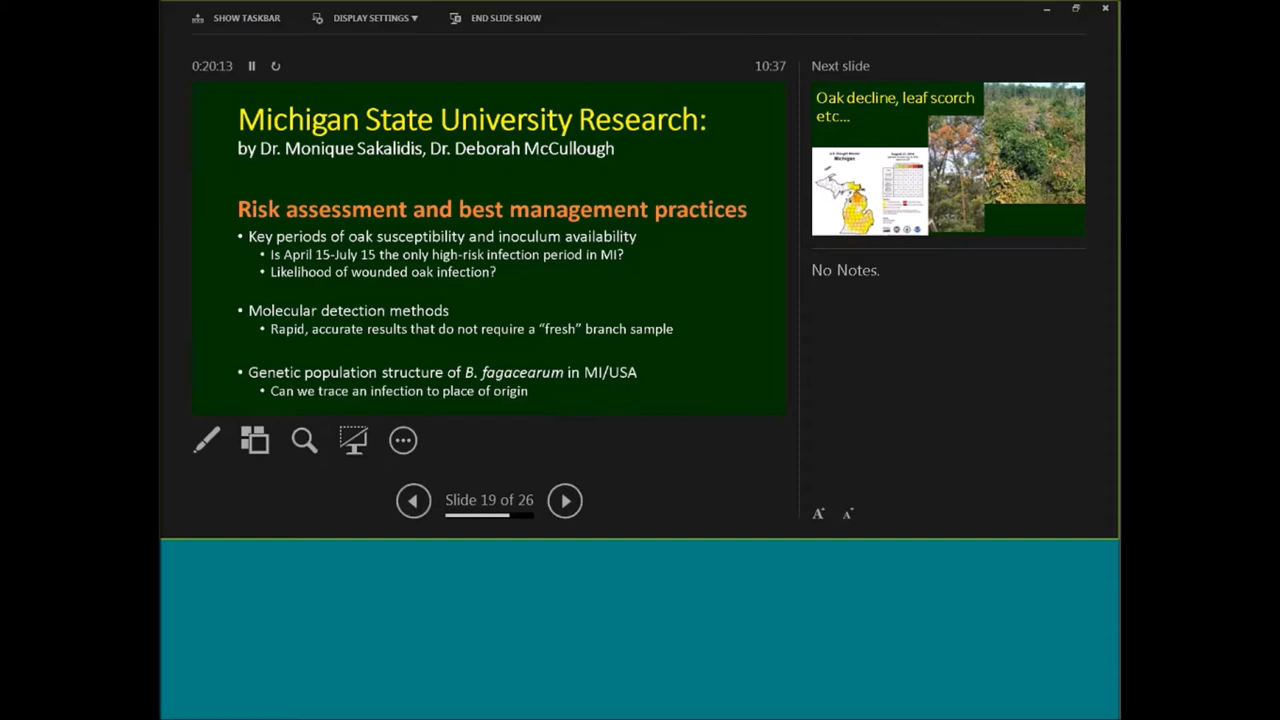 SHOW TASKBAR
DISPLAY SETTINGS ▼
END SLIDE SHOW
0:20:13
10:37
Michigan State University Research:
by Dr. Monique Sakalidis, Dr. Deborah McCullough
Risk assessment and best management practices
• Key periods of oak susceptibility and inoculum availability
• Is April 15-July 15 the only high-risk infection period in MI?
• Likelihood of wounded oak infection?
• Molecular detection methods
• Rapid, accurate results that do not require a “fresh” branch sample
• Genetic population structure of B. fagacearum in MI/USA
• Can we trace an infection to place of origin
Slide 19 of 26
Next slide
Oak decline, leaf scorch
etc...
Michigan
No Notes.
A A